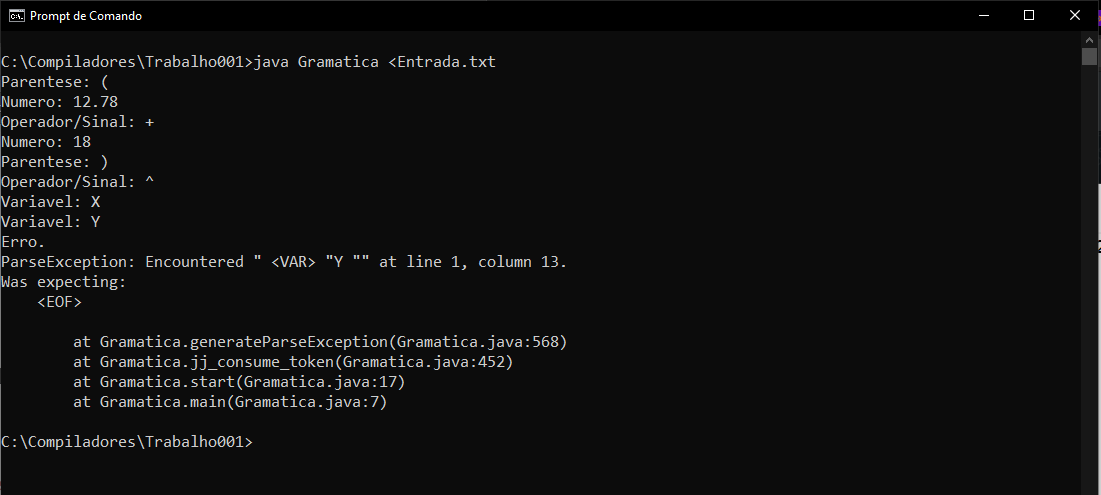 Prompt de Comando
C:\Compiladores\Trabalho001>java Gramatica <Entrada.txt
Parentese: (
Numero: 12.78
Operador/Sinal: +
Numero: 18
Parentese: )
Operador/Sinal: ^
Variavel: X
Variavel: Y
Erro.
ParseException: Encountered " <VAR> "Y "" at line 1, column 13.
Was expecting:
    <EOF>
        at Gramatica.generateParseException(Gramatica.java:568)
        at Gramatica.jj_consume_token(Gramatica.java:452)
        at Gramatica.start(Gramatica.java:17)
        at Gramatica.main(Gramatica.java:7)
C:\Compiladores\Trabalho001>